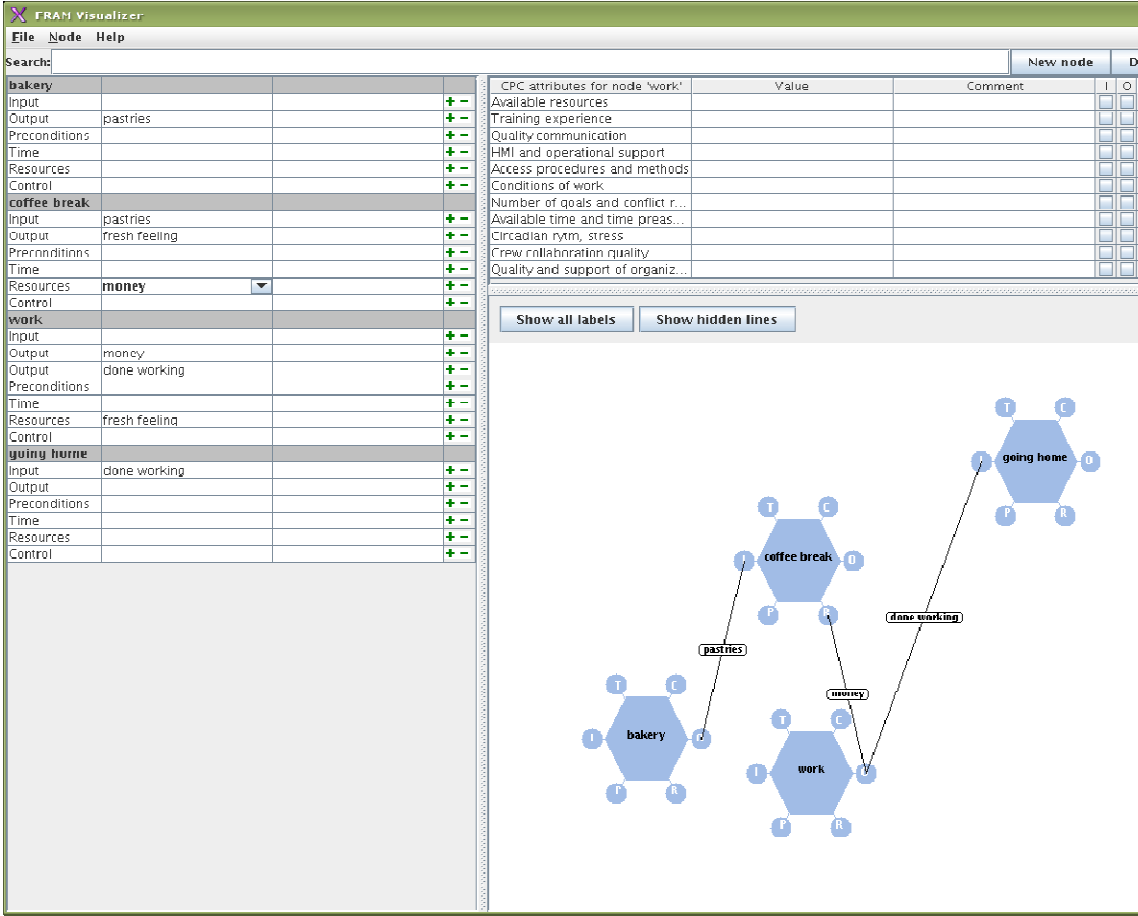 FRAM Visualizer
File Node Help
Search:
New node
D
bakery
Input
Output pastries
Preconditions
Time
Resources
Control
coffee break
Input pastries
Output fresh feeling
Preconditions
Time
Resources money
Control
work
Input
Output money
Output done working
Preconditions
Time
Resources fresh feeling
Control
going home
Input done working
Output
Preconditions
Time
Resources
Control
CPC attributes for node 'work' Value Comment I O
Available resources
Training experience
Quality communication
HMI and operational support
Access procedures and methods
Conditions of work
Number of goals and conflict r...
Available time and time preas...
Circadian rytm, stress
Crew collaboration quality
Quality and support of organiz...
Show all labels Show hidden lines
T C
I going home O
P R
T C
I coffee break O
P R
done working
pastries
money
T C
I bakery O
P R
T C
I work O
P R